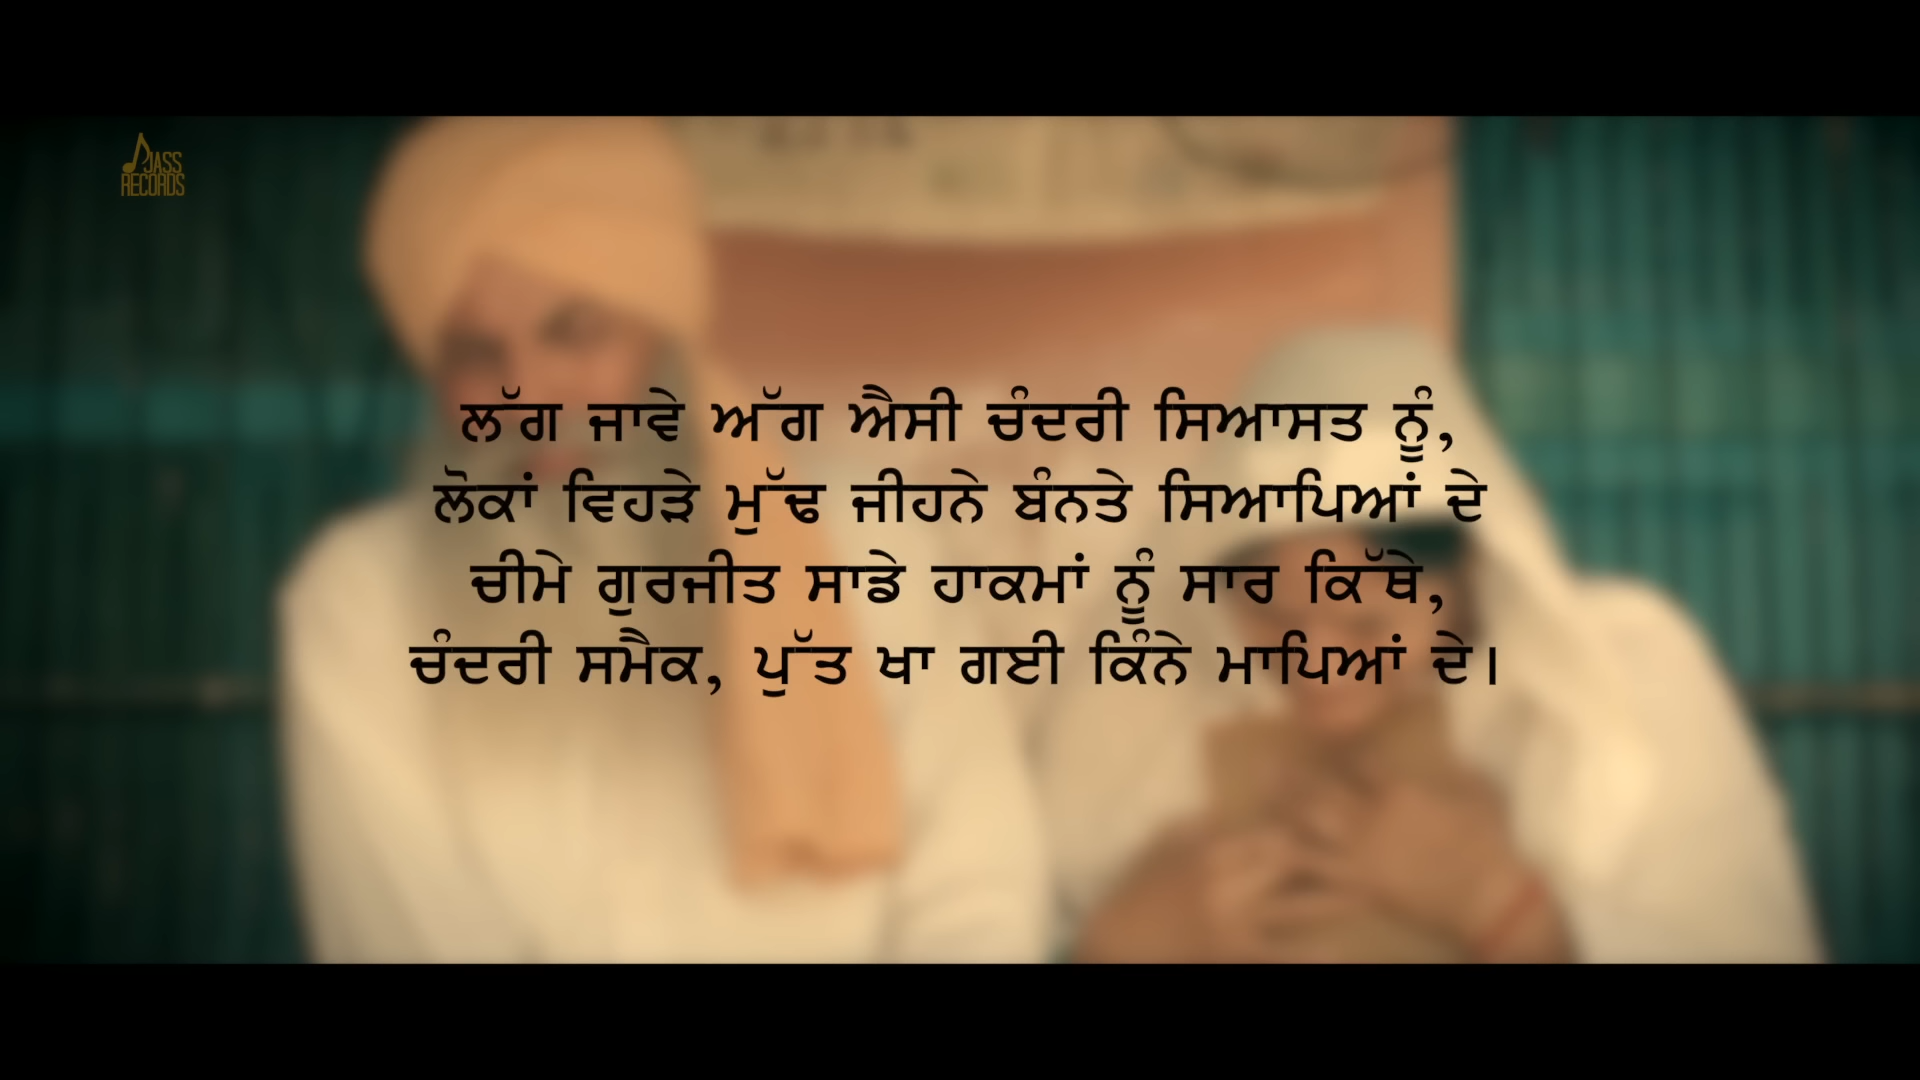 JASS
RECORDS
ਲੱਗ ਜਾਵੇ ਅੱਗ ਐਸੀ ਚੰਦਰੀ ਸਿਆਸਤ ਨੂੰ,
ਲੋਕਾਂ ਵਿਹੜੇ ਮੁੱਢ ਜੀਹਨੇ ਬੰਨਤੇ ਸਿਆਪਿਆਂ ਦੇ
ਚੀਮੇ ਗੁਰਜੀਤ ਸਾਡੇ ਹਾਕਮਾਂ ਨੂੰ ਸਾਰ ਕਿੱਥੇ,
ਚੰਦਰੀ ਸਮੈਕ, ਪੁੱਤ ਖਾ ਗਈ ਕਿੰਨੇ ਮਾਪਿਆਂ ਦੇ।